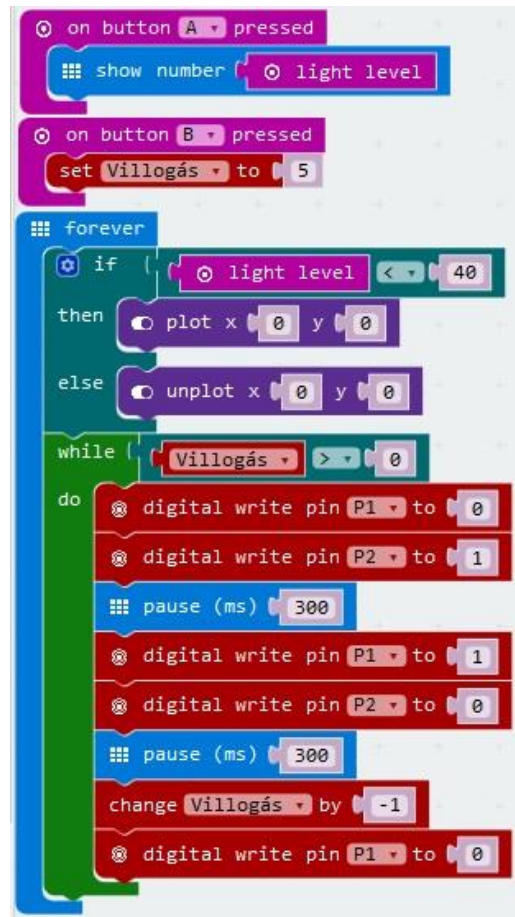 on button A pressed
show number light level
on button B pressed
set Villogás to 5
forever
if light level < 40
then plot x 0 y 0
else unplot x 0 y 0
while Villogás > 0
do digital write pin P1 to 0
digital write pin P2 to 1
pause (ms) 300
digital write pin P1 to 1
digital write pin P2 to 0
pause (ms) 300
change Villogás by -1
digital write pin P1 to 0